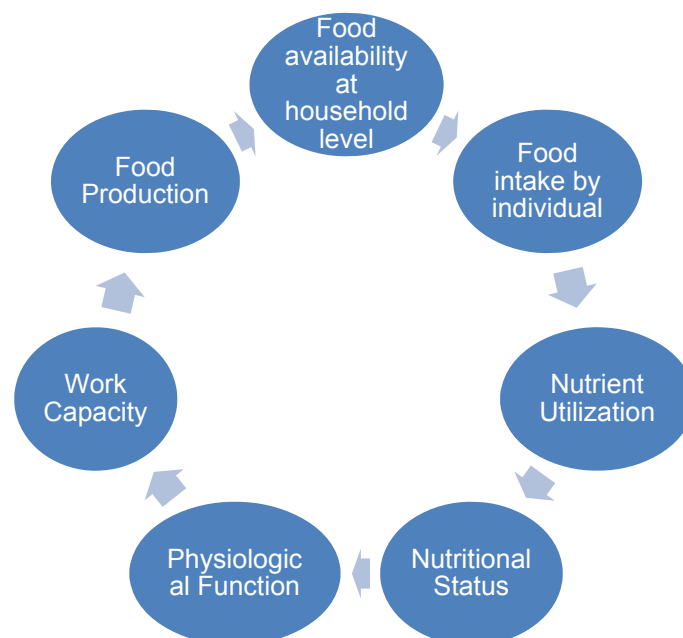 Food
availability
at
household
level
Food
intake by
individual
Nutrient
Utilization
Nutritional
Status
Physiologic
al Function
Work
Capacity
Food
Production